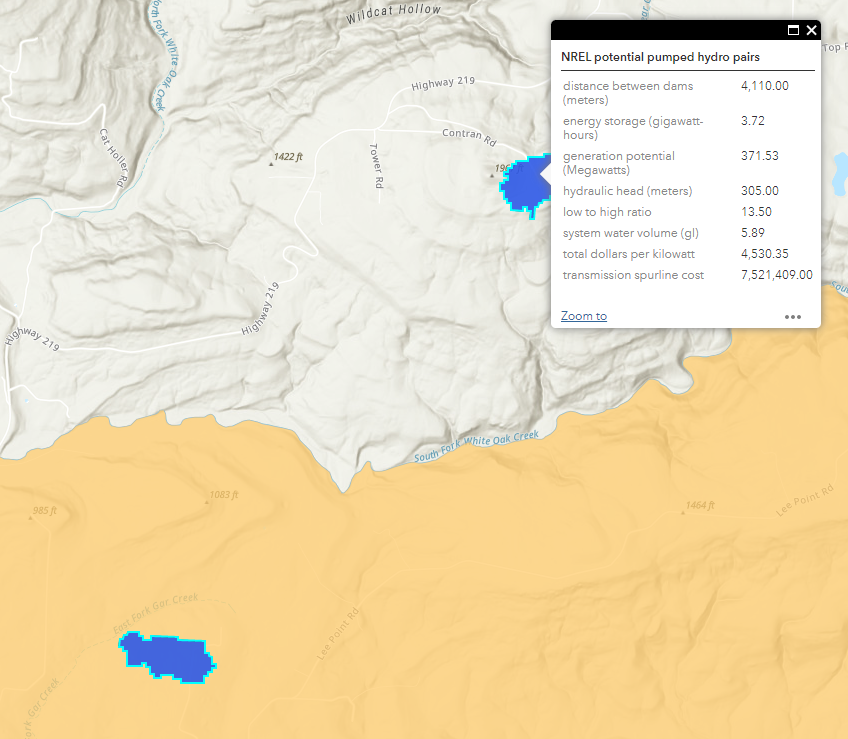 Wildcat Hollow
North Fork White Oak Creek
Top
Highway 219
Contran Rd
Cat Holler Rd
1422 ft
Tower Rd
196
Highway 219
Highway 219
South Fork White Oak Creek
985 ft
1083 ft
1464 ft
Lee Point Rd
East Fork Gar Creek
Lee Point Rd
Gar Creek
NREL potential pumped hydro pairs
distance between dams (meters) 4,110.00
energy storage (gigawatt-hours) 3.72
generation potential (Megawatts) 371.53
hydraulic head (meters) 305.00
low to high ratio 13.50
system water volume (gl) 5.89
total dollars per kilowatt 4,530.35
transmission spurline cost 7,521,409.00
Zoom to